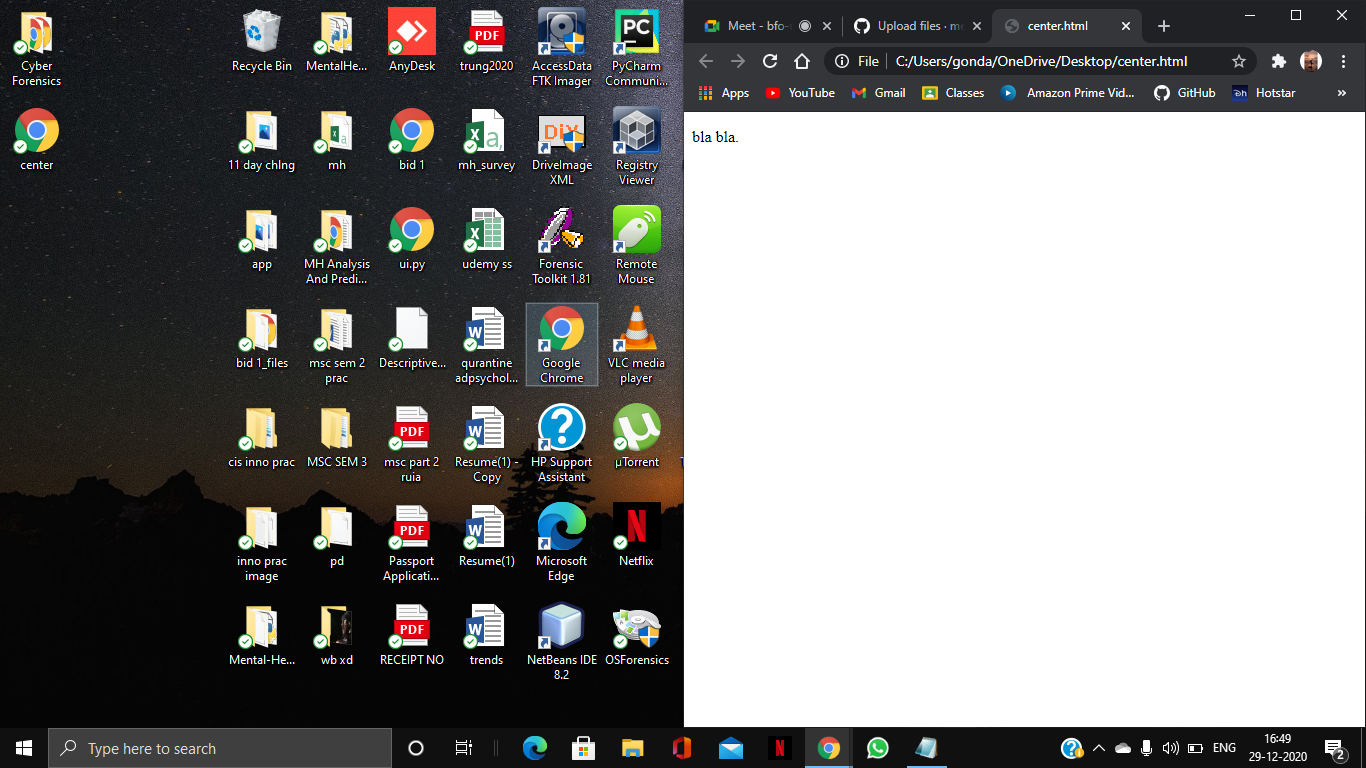 Cyber
Forensics
center
Recycle Bin
MentalHe...
AnyDesk
PDF
trung2020
AccessData
FTK Imager
PC
PyCharm
Communi...
11 day chlng
mh
bid 1
a,
mh_survey
DiY
DriveImage
XML
Registry
Viewer
app
MH Analysis
And Predi...
ui.py
udemy ss
Forensic
Toolkit 1.81
Remote
Mouse
bid 1_files
msc sem 2
prac
Descriptive...
W
qurantine
adpsychol...
Google
Chrome
VLC media
player
cis inno prac
MSC SEM 3
PDF
msc part 2
ruia
W
Resume(1) -
Copy
?
HP Support
Assistant
µ
µTorrent
inno prac
image
pd
PDF
Passport
Applicati...
W
Resume(1)
Microsoft
Edge
N
Netflix
Mental-He...
wb xd
PDF
RECEIPT NO
W
trends
NetBeans IDE
8.2
OSForensics
Meet - bfo-
Upload files · m
center.html
File
C:/Users/gonda/OneDrive/Desktop/center.html
Apps
YouTube
Gmail
Classes
Amazon Prime Vid...
GitHub
Hotstar
»
bla bla.
Type here to search
N
ENG
16:49
29-12-2020
2